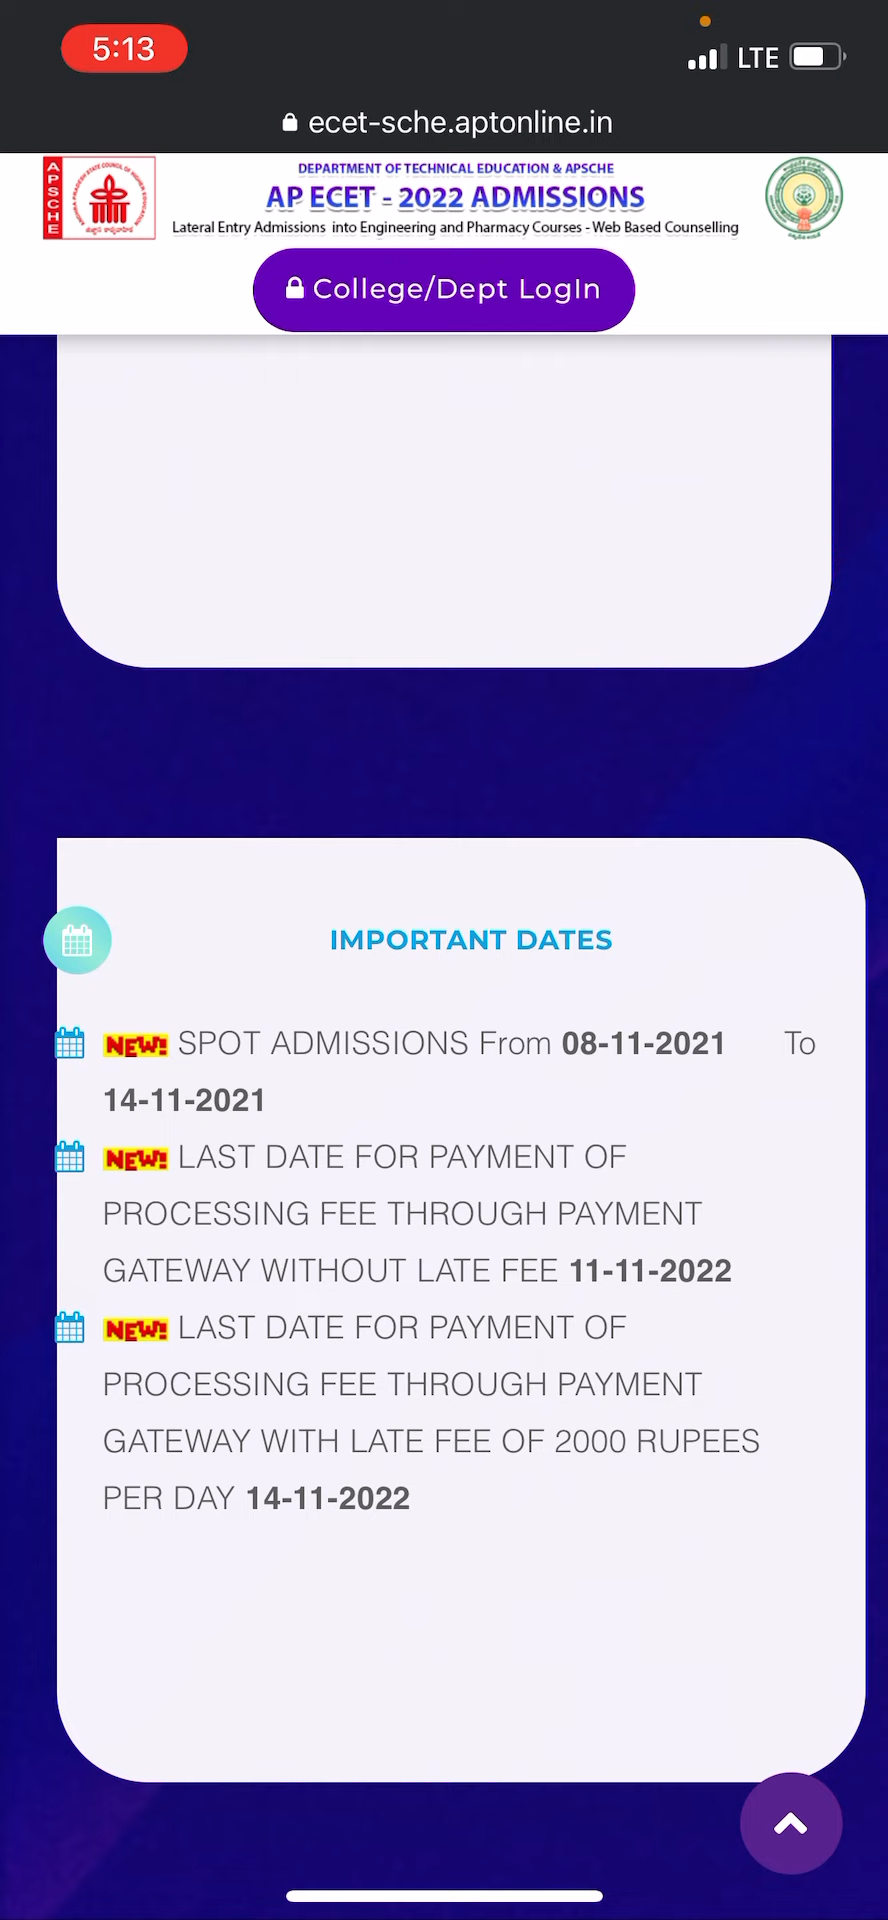 5:13
LTE
ecet-sche.aptonline.in
APSCHE
DEPARTMENT OF TECHNICAL EDUCATION & APSCHE
AP ECET - 2022 ADMISSIONS
Lateral Entry Admissions into Engineering and Pharmacy Courses - Web Based Counselling
College/Dept LogIn
IMPORTANT DATES
NEW! SPOT ADMISSIONS From 08-11-2021 To
14-11-2021
NEW! LAST DATE FOR PAYMENT OF
PROCESSING FEE THROUGH PAYMENT
GATEWAY WITHOUT LATE FEE 11-11-2022
NEW! LAST DATE FOR PAYMENT OF
PROCESSING FEE THROUGH PAYMENT
GATEWAY WITH LATE FEE OF 2000 RUPEES
PER DAY 14-11-2022